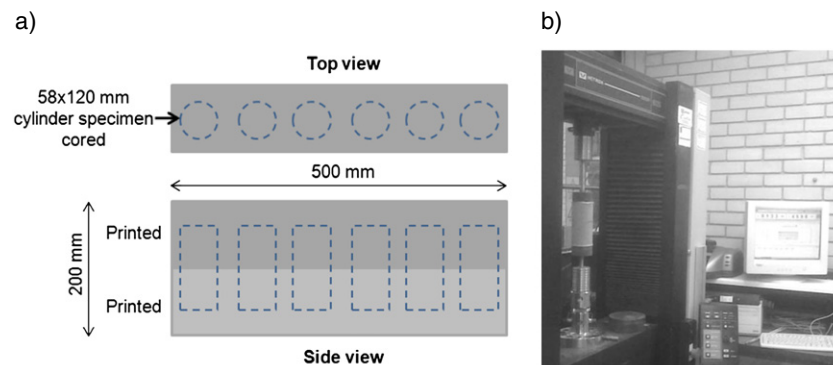 a)
b)
Top view
58x120 mm
cylinder specimen
cored
500 mm
200 mm
Printed
Printed
Side view